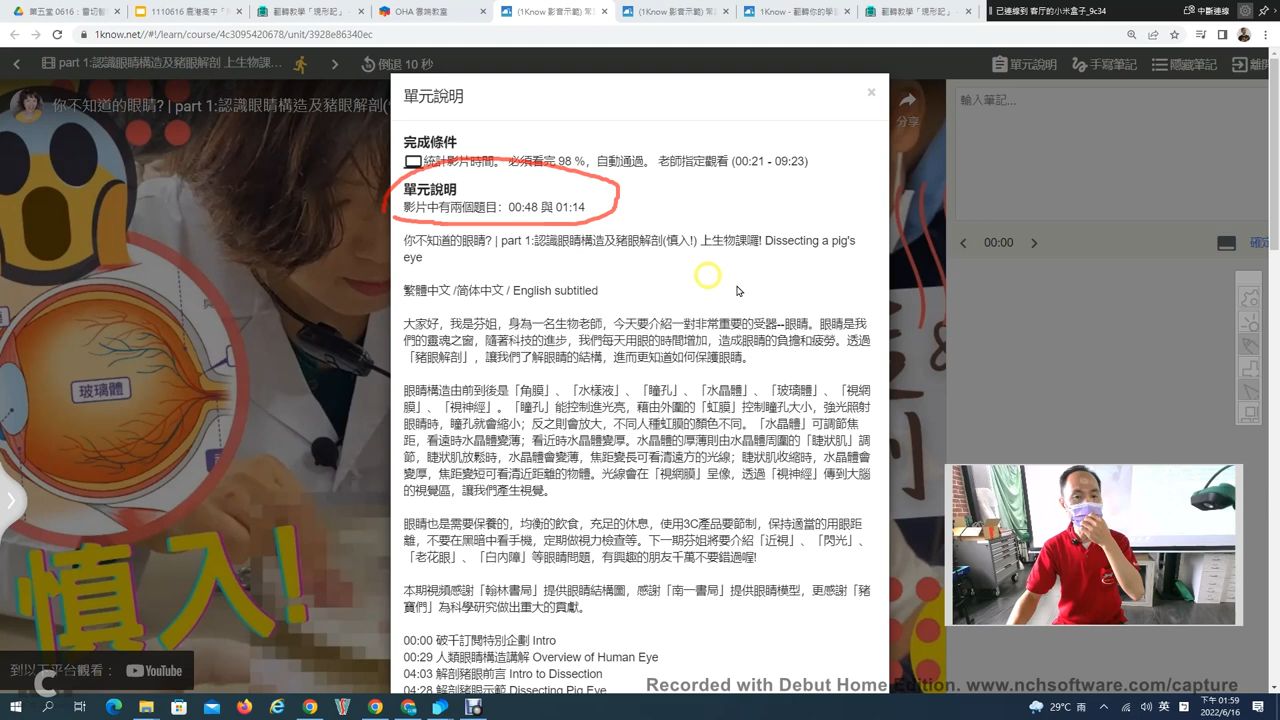 第五堂 0616：雷切智
1110616 鹿港高中「與
翻轉教學「現形記」-
OHA 雲端教室
(1Know 影音示範) 常
(1Know 影音示範) 常
1Know - 翻轉你的學習
翻轉教學「現形記」-
已連線到 客厅的小米盒子_9c34
中斷連線
1know.net//#!/learn/course/4c3095420678/unit/3928e86340ec
part 1:認識眼睛構造及豬眼解剖 上生物課...
倒退 10 秒
單元說明
手寫筆記
隱藏筆記
離開
你不知道的眼睛? | part 1:認識眼睛構造及豬眼解剖(
分享
輸入筆記...
00:00
確定
單元說明
×
完成條件
統計影片時間。 必須看完 98 %，自動通過。 老師指定觀看 (00:21 - 09:23)
單元說明
影片中有兩個題目：00:48 與 01:14
你不知道的眼睛? | part 1:認識眼睛構造及豬眼解剖(慎入!) 上生物課囉! Dissecting a pig's
eye
繁體中文 /简体中文 / English subtitled
大家好，我是芬姐，身為一名生物老師，今天要介紹一對非常重要的受器--眼睛。眼睛是我
們的靈魂之窗，隨著科技的進步，我們每天用眼的時間增加，造成眼睛的負擔和疲勞。透過
「豬眼解剖」，讓我們了解眼睛的結構，進而更知道如何保護眼睛。
眼睛構造由前到後是「角膜」、「水樣液」、「瞳孔」、「水晶體」、「玻璃體」、「視網
膜」、「視神經」。「瞳孔」能控制進光亮，藉由外圍的「虹膜」控制瞳孔大小，強光照射
眼睛時，瞳孔就會縮小；反之則會放大，不同人種虹膜的顏色不同。「水晶體」可調節焦
距，看遠時水晶體變薄；看近時水晶體變厚。水晶體的厚薄則由水晶體周圍的「睫狀肌」調
節，睫狀肌放鬆時，水晶體會變薄，焦距變長可看清遠方的光線；睫狀肌收縮時，水晶體會
變厚，焦距變短可看清近距離的物體。光線會在「視網膜」呈像，透過「視神經」傳到大腦
的視覺區，讓我們產生視覺。
眼睛也是需要保養的，均衡的飲食，充足的休息，使用3C產品要節制，保持適當的用眼距
離，不要在黑暗中看手機，定期做視力檢查等。下一期芬姐將要介紹「近視」、「閃光」、
「老花眼」、「白內障」等眼睛問題，有興趣的朋友千萬不要錯過喔!
本期視頻感謝「翰林書局」提供眼睛結構圖，感謝「南一書局」提供眼睛模型，更感謝「豬
寶們」為科學研究做出重大的貢獻。
00:00 破千訂閱特別企劃 Intro
00:29 人類眼睛構造講解 Overview of Human Eye
04:03 解剖豬眼前言 Intro to Dissection
04:28 解剖豬眼示範 Dissecting Pig Eye
玻璃體
慎入!
到以下平台觀看：
YouTube
Recorded with Debut Home Edition. www.nchsoftware.com/capture
29°C 陰
英
下午 01:59
2022/6/16